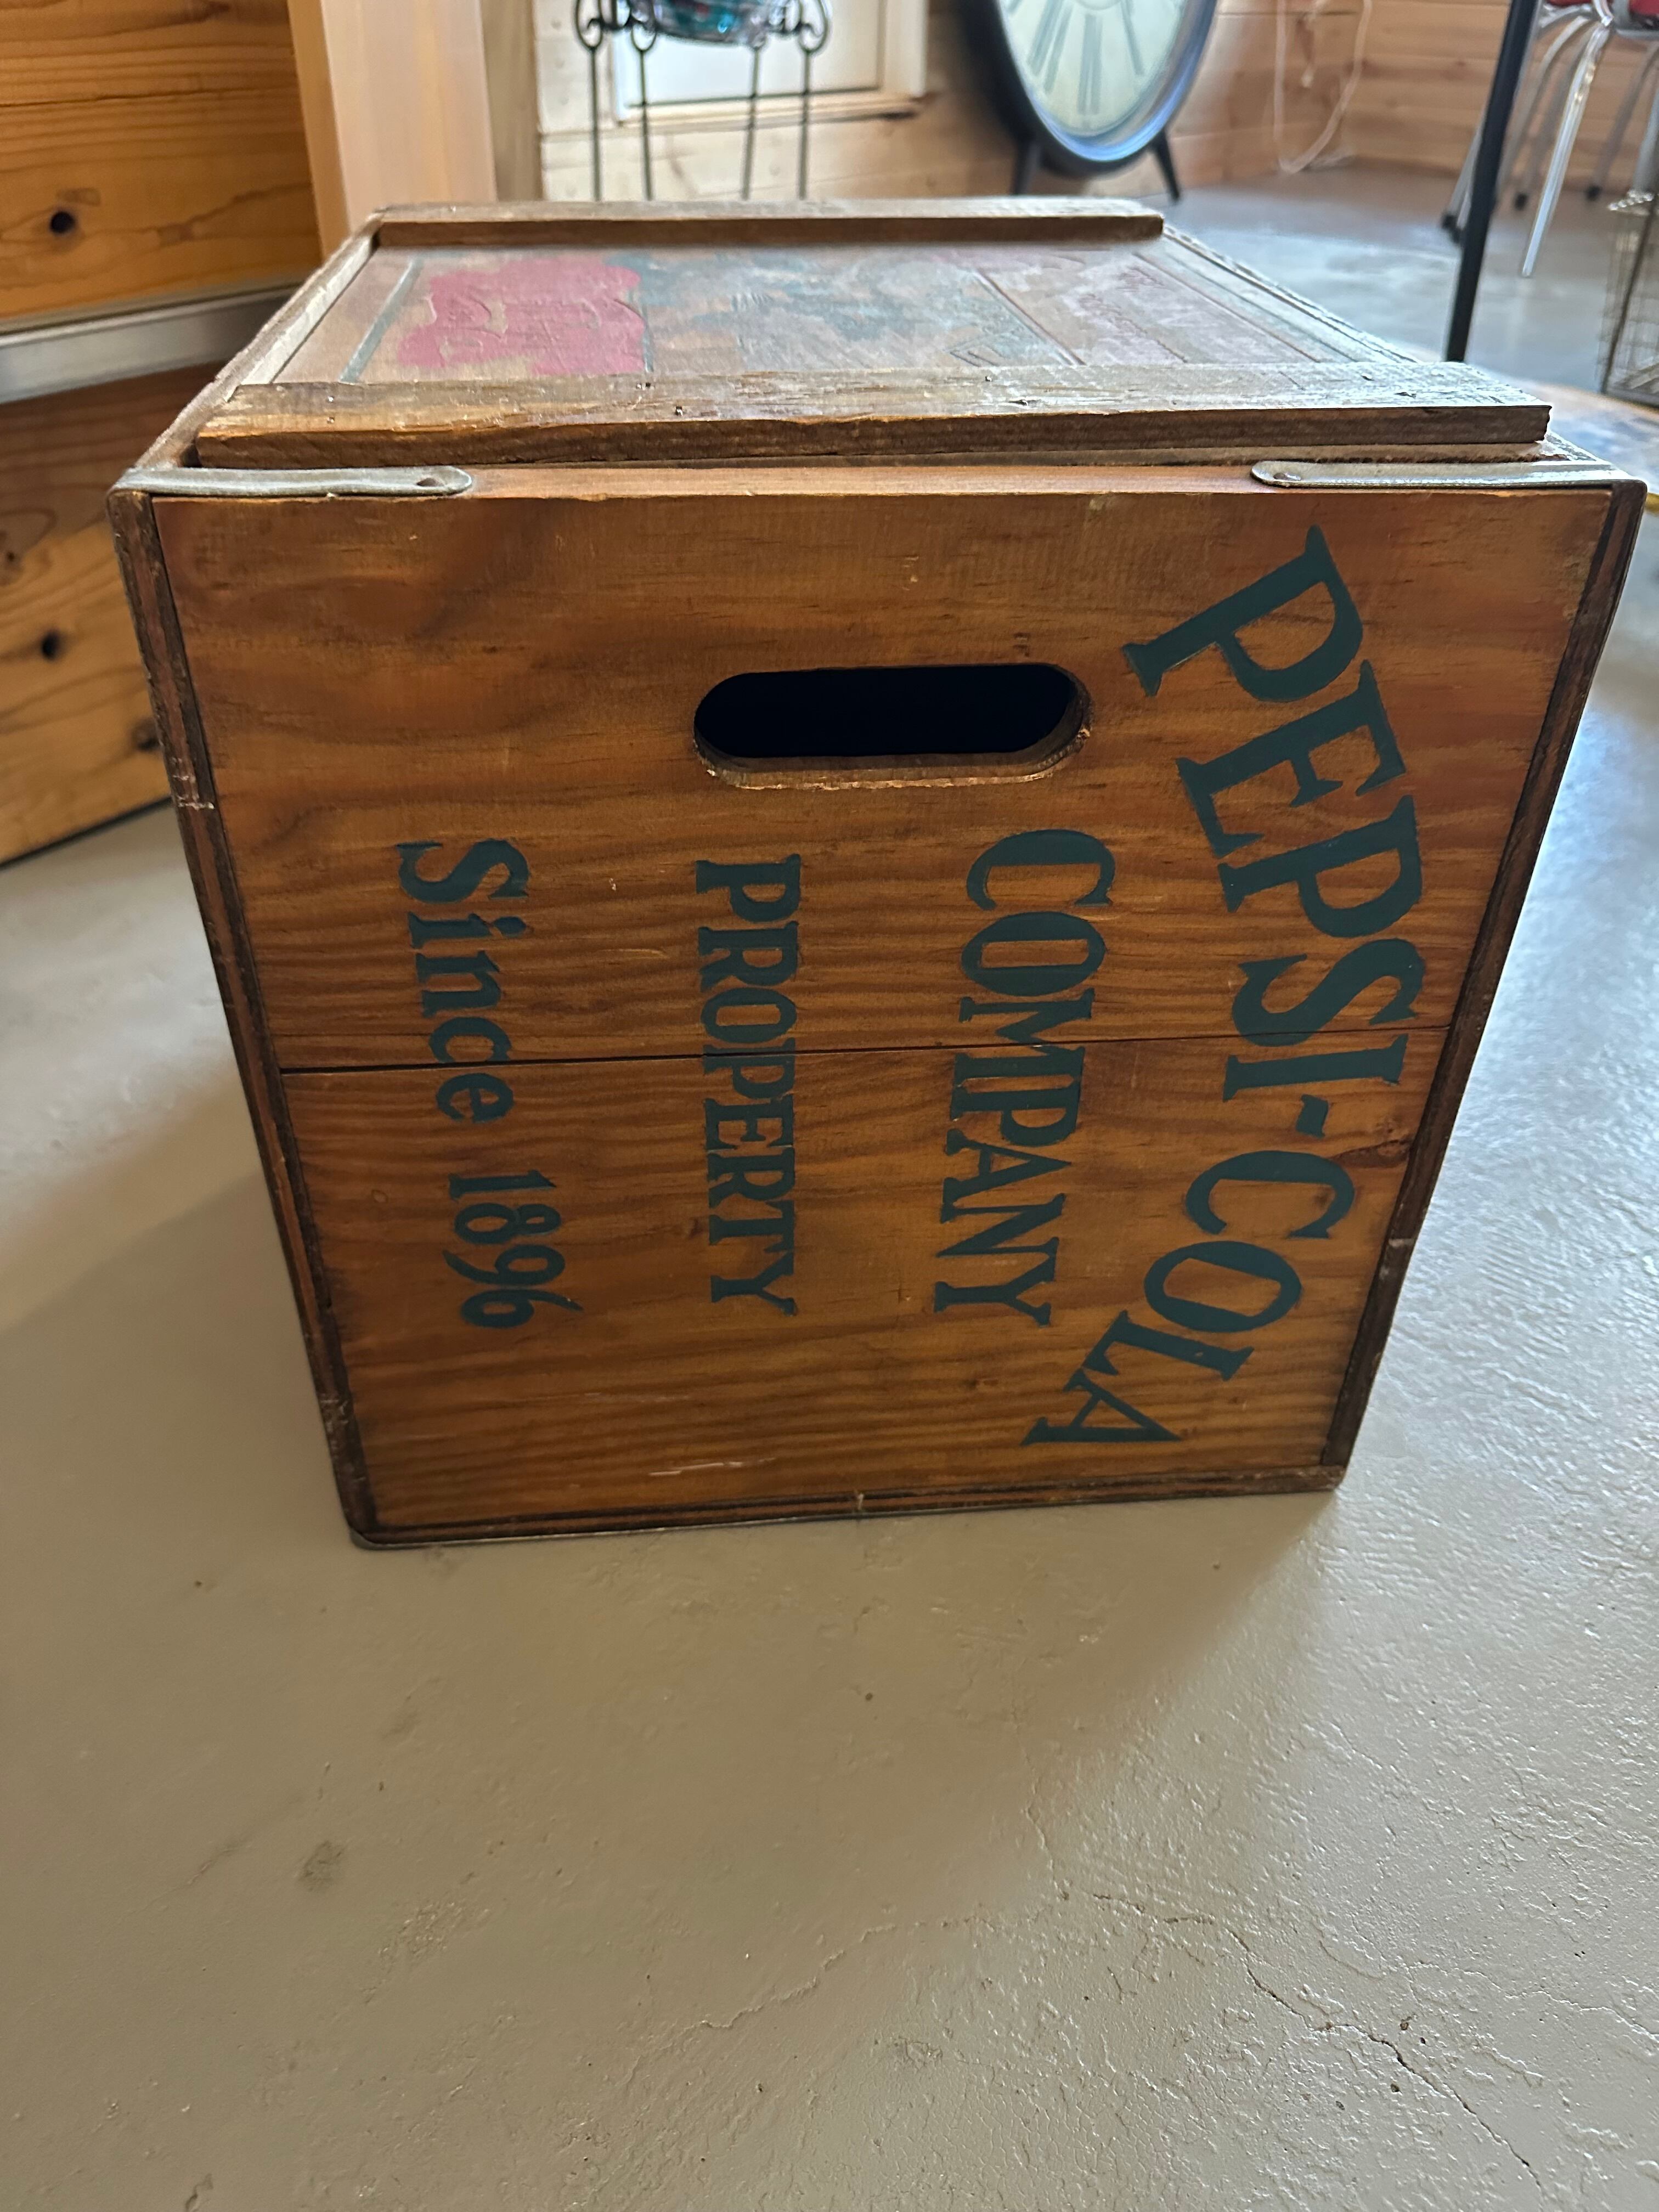 PEPSI-COLA
COMPANY
PROPERTY
Since 1896